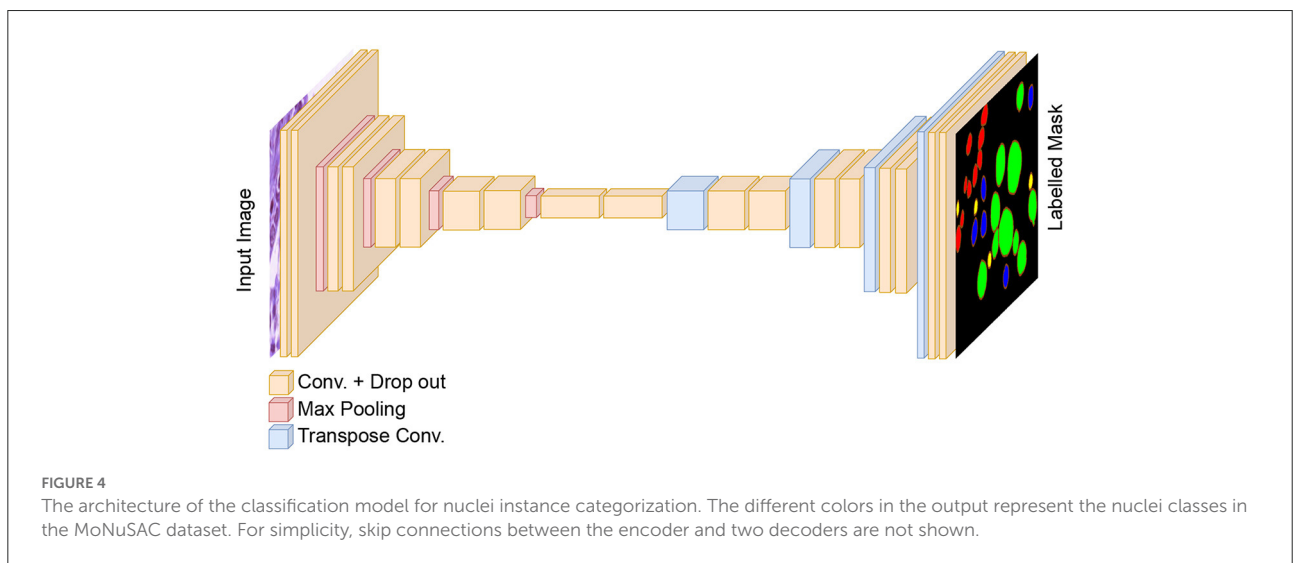 Input Image
Labelled Mask
Conv. + Drop out
Max Pooling
Transpose Conv.
FIGURE 4
The architecture of the classification model for nuclei instance categorization. The different colors in the output represent the nuclei classes in
the MoNuSAC dataset. For simplicity, skip connections between the encoder and two decoders are not shown.